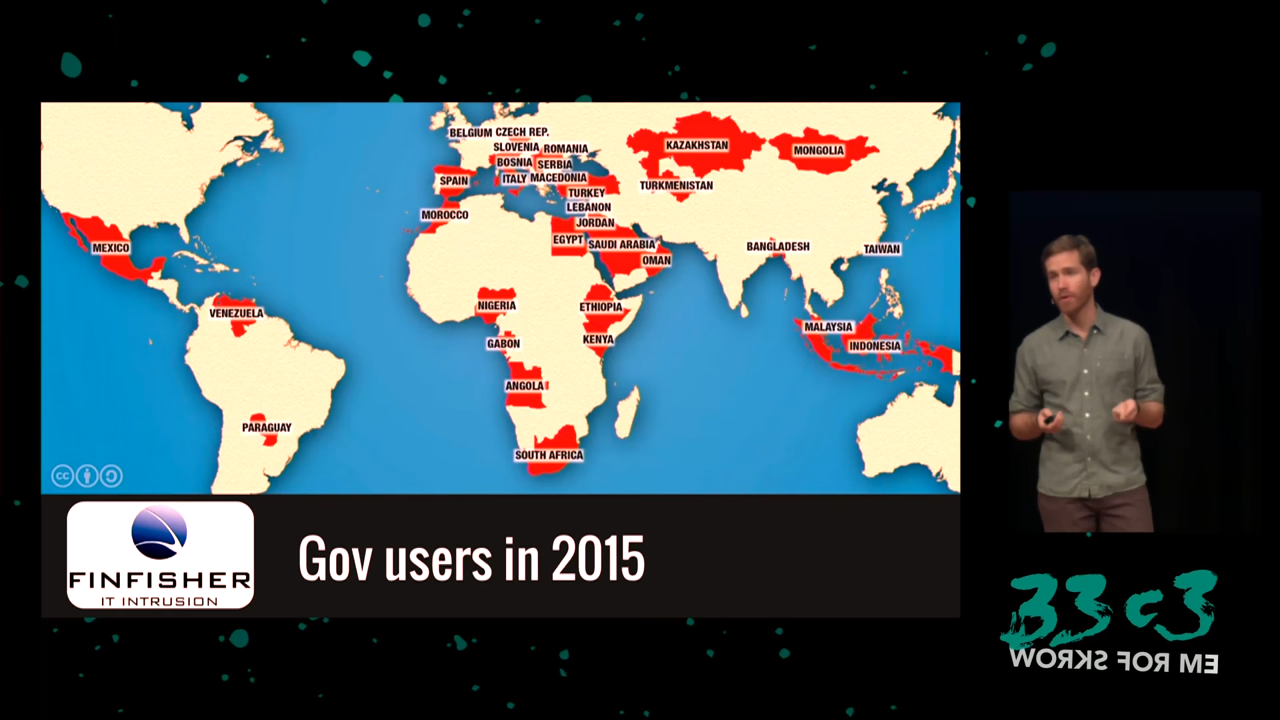 BELGIUM CZECH REP.
SLOVENIA ROMANIA
BOSNIA SERBIA
ITALY MACEDONIA
SPAIN
TURKEY
LEBANON
MOROCCO
JORDAN
EGYPT SAUDI ARABIA
OMAN
KAZAKHSTAN
MONGOLIA
TURKMENISTAN
BANGLADESH
TAIWAN
MEXICO
VENEZUELA
NIGERIA
ETHIOPIA
GABON
KENYA
MALAYSIA
INDONESIA
ANGOLA
PARAGUAY
SOUTH AFRICA
cc
FINFISHER
IT INTRUSION
Gov users in 2015
33c3
WORKS FOR ME